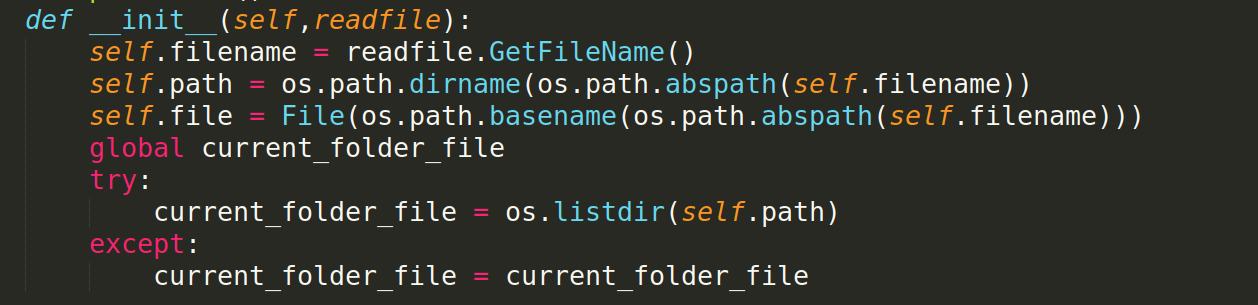 def __init__(self,readfile):
self.filename = readfile.GetFileName()
self.path = os.path.dirname(os.path.abspath(self.filename))
self.file = File(os.path.basename(os.path.abspath(self.filename)))
global current_folder_file
try:
current_folder_file = os.listdir(self.path)
except:
current_folder_file = current_folder_file